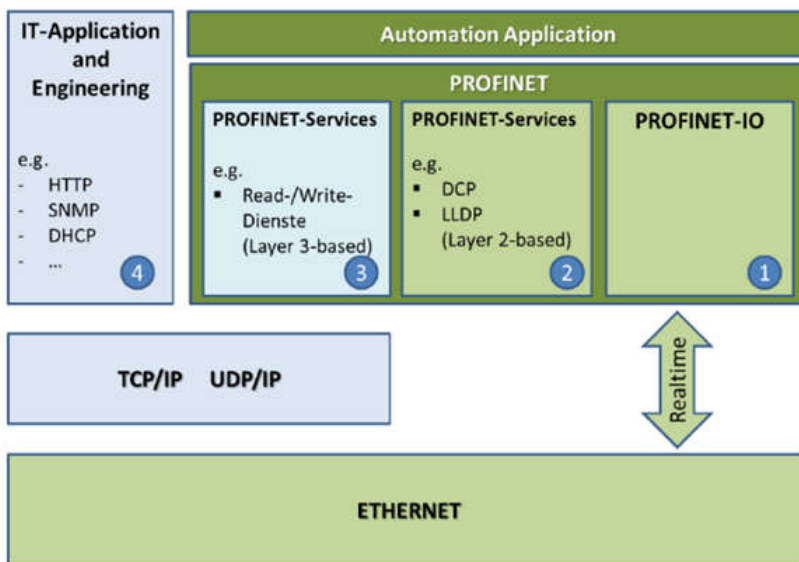 IT-Application
and
Engineering
e.g.
- HTTP
- SNMP
- DHCP
- ...
4
Automation Application
PROFINET
PROFINET-Services
e.g.
▪ Read-/Write-
Dienste
(Layer 3-based)
3
PROFINET-Services
e.g.
▪ DCP
▪ LLDP
(Layer 2-based)
2
PROFINET-IO
1
TCP/IP UDP/IP
Realtime
ETHERNET